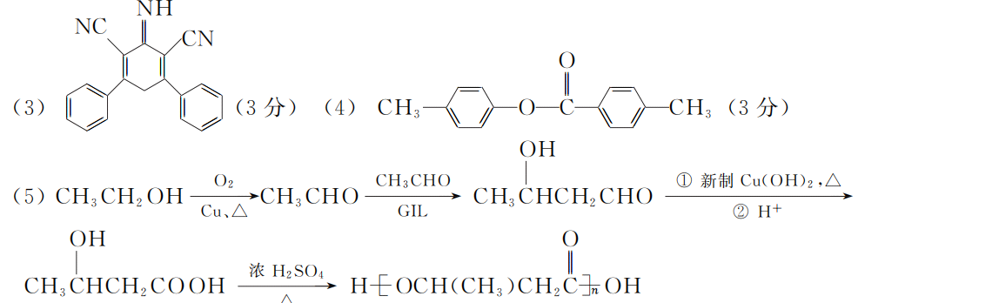 NH
NC
CN
O
（3） （3 分）（4） CH₃ O C CH₃ （3 分）
OH
（5）CH₃CH₂OH O₂ Cu、△ CH₃CHO CH₃CHO GIL CH₃CHCH₂CHO ① 新制 Cu(OH)₂,△ ② H⁺
OH O
CH₃CHCH₂COOH 浓 H₂SO₄ △ H[OCH(CH₃)CH₂C]ₙOH